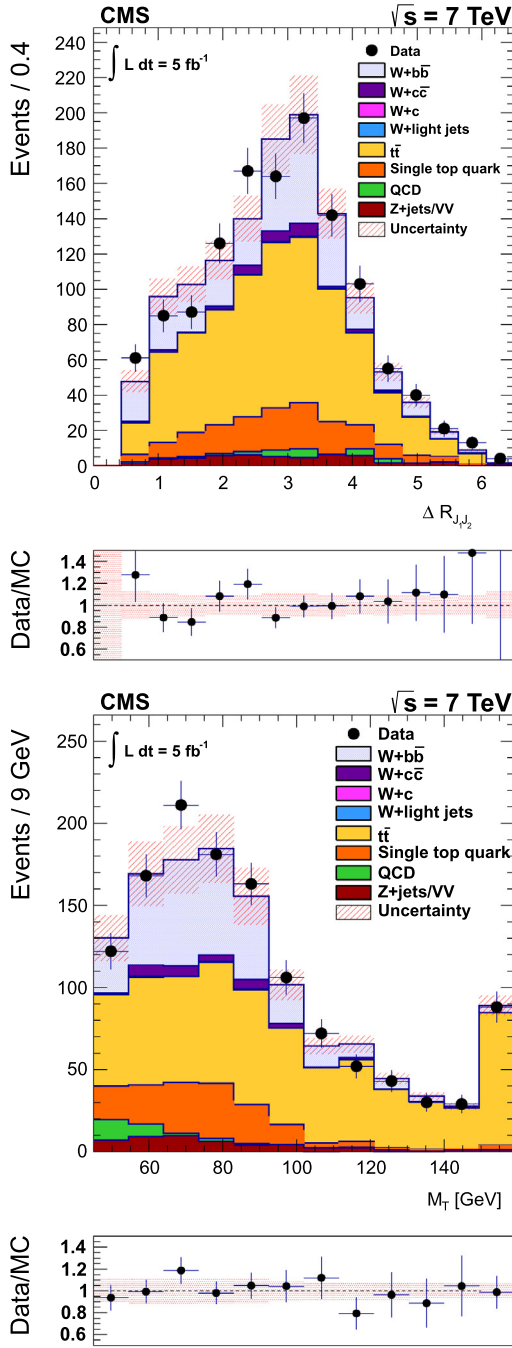 CMS √s = 7 TeV
Events / 0.4
240
220
200
180
160
140
120
100
80
60
40
20
0
∫ L dt = 5 fb⁻¹
Data
W+bb̅
W+cc̅
W+c
W+light jets
tt̅
Single top quark
QCD
Z+jets/VV
Uncertainty
0 1 2 3 4 5 6
Δ R_{J₁J₂}
Data/MC
1.4
1.2
1
0.8
0.6
CMS √s = 7 TeV
Events / 9 GeV
250
200
150
100
50
0
∫ L dt = 5 fb⁻¹
Data
W+bb̅
W+cc̅
W+c
W+light jets
tt̅
Single top quark
QCD
Z+jets/VV
Uncertainty
60 80 100 120 140
M_T [GeV]
Data/MC
1.4
1.2
1
0.8
0.6